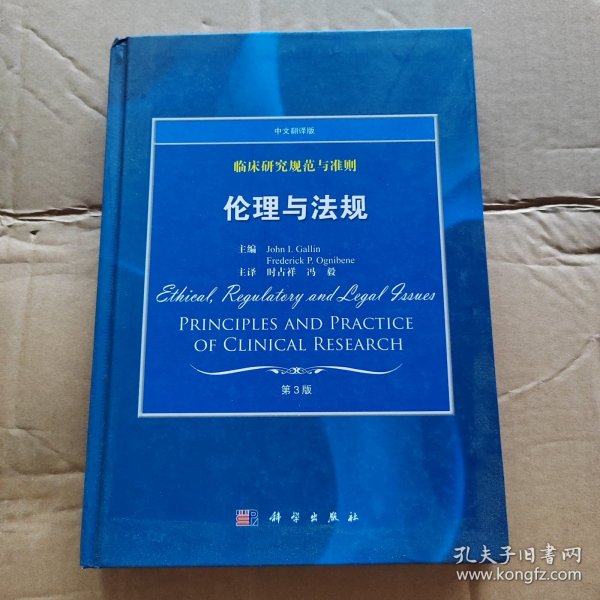 中文翻译版
临床研究规范与准则
伦理与法规
主编 John I. Gallin
Frederick P. Ognibene
主译 时占祥 冯毅
Ethical, Regulatory and Legal Issues
PRINCIPLES AND PRACTICE
OF CLINICAL RESEARCH
第3版
科学出版社
孔夫子旧书网
www.kongfz.com